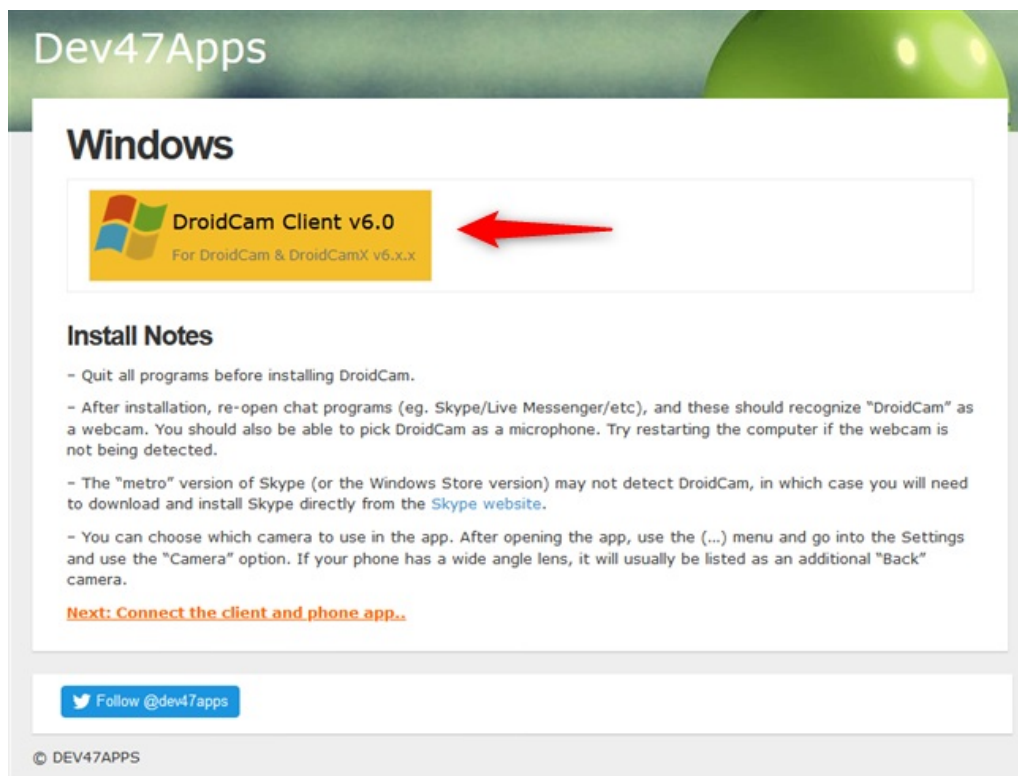 Dev47Apps
Windows
DroidCam Client v6.0
For DroidCam & DroidCamX v6.x.x
Install Notes
– Quit all programs before installing DroidCam.
– After installation, re-open chat programs (eg. Skype/Live Messenger/etc), and these should recognize “DroidCam” as
a webcam. You should also be able to pick DroidCam as a microphone. Try restarting the computer if the webcam is
not being detected.
– The “metro” version of Skype (or the Windows Store version) may not detect DroidCam, in which case you will need
to download and install Skype directly from the Skype website.
– You can choose which camera to use in the app. After opening the app, use the (...) menu and go into the Settings
and use the “Camera” option. If your phone has a wide angle lens, it will usually be listed as an additional “Back”
camera.
Next: Connect the client and phone app..
Follow @dev47apps
© DEV47APPS